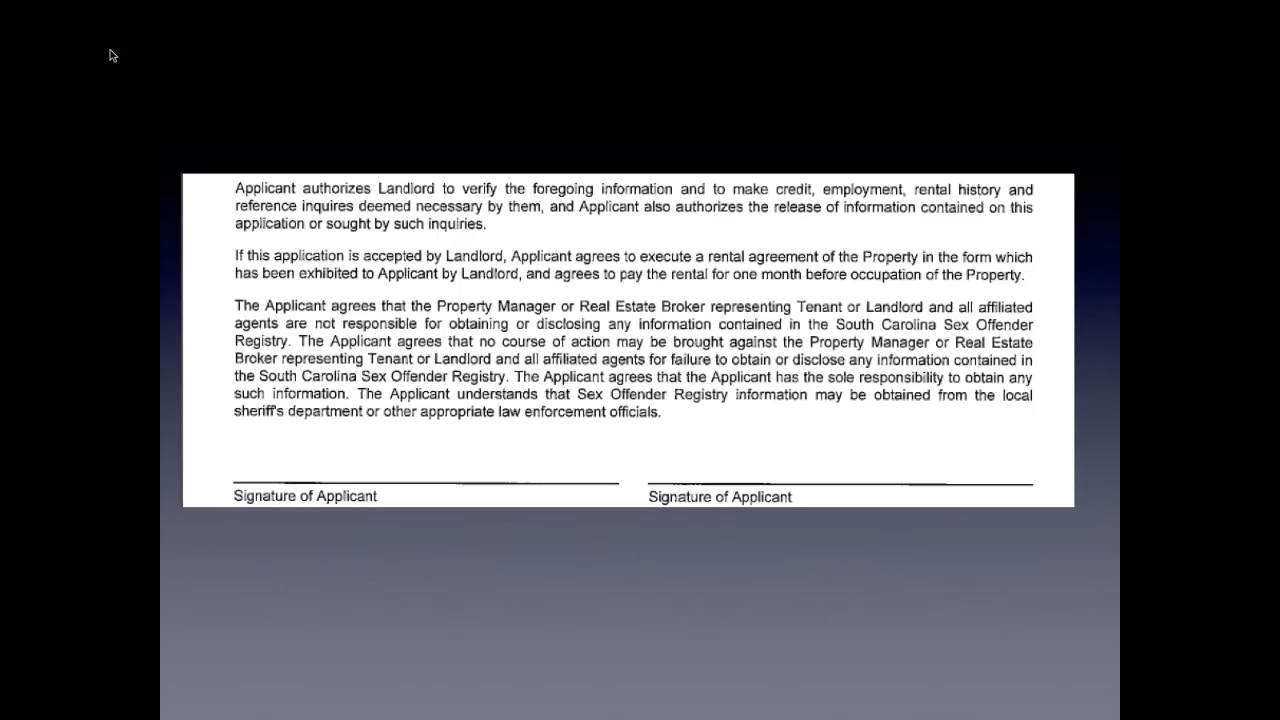 Applicant authorizes Landlord to verify the foregoing information and to make credit, employment, rental history and
reference inquires deemed necessary by them, and Applicant also authorizes the release of information contained on this
application or sought by such inquiries.
If this application is accepted by Landlord, Applicant agrees to execute a rental agreement of the Property in the form which
has been exhibited to Applicant by Landlord, and agrees to pay the rental for one month before occupation of the Property.
The Applicant agrees that the Property Manager or Real Estate Broker representing Tenant or Landlord and all affiliated
agents are not responsible for obtaining or disclosing any information contained in the South Carolina Sex Offender
Registry. The Applicant agrees that no course of action may be brought against the Property Manager or Real Estate
Broker representing Tenant or Landlord and all affiliated agents for failure to obtain or disclose any information contained in
the South Carolina Sex Offender Registry. The Applicant agrees that the Applicant has the sole responsibility to obtain any
such information. The Applicant understands that Sex Offender Registry information may be obtained from the local
sheriff's department or other appropriate law enforcement officials.
Signature of Applicant
Signature of Applicant